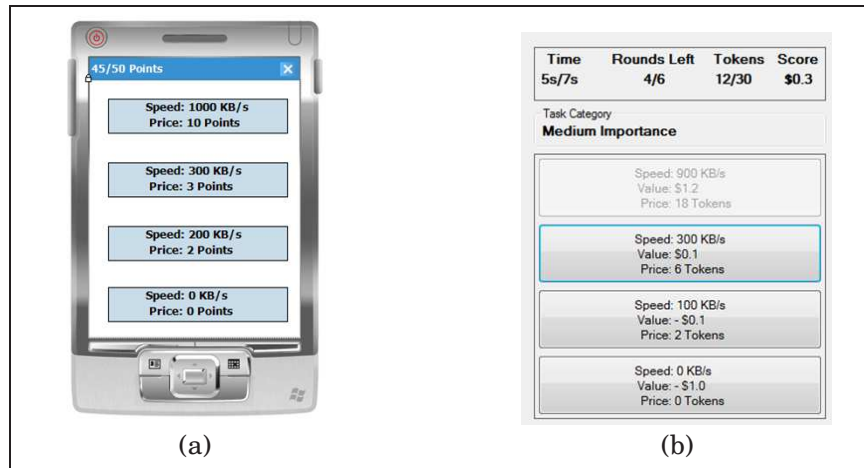 45/50 Points
Speed: 1000 KB/s
Price: 10 Points
Speed: 300 KB/s
Price: 3 Points
Speed: 200 KB/s
Price: 2 Points
Speed: 0 KB/s
Price: 0 Points
(a)
Time Rounds Left Tokens Score
5s/7s 4/6 12/30 $0.3
Task Category
Medium Importance
Speed: 900 KB/s
Value: $1.2
Price: 18 Tokens
Speed: 300 KB/s
Value: $0.1
Price: 6 Tokens
Speed: 100 KB/s
Value: - $0.1
Price: 2 Tokens
Speed: 0 KB/s
Value: - $1.0
Price: 0 Tokens
(b)